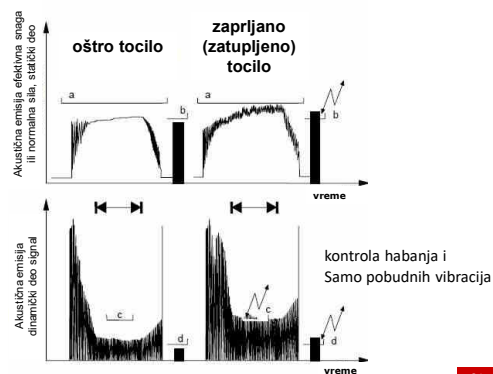 oštro tocilo
zaprljano
(zatupljeno)
tocilo
Akustična emisija efektivna snaga
ili normalna sila, statički deo
a
b
a
b
vreme
Akustična emisija
dinamički deo signal
c
d
c
d
vreme
kontrola habanja i
Samo pobudnih vibracija